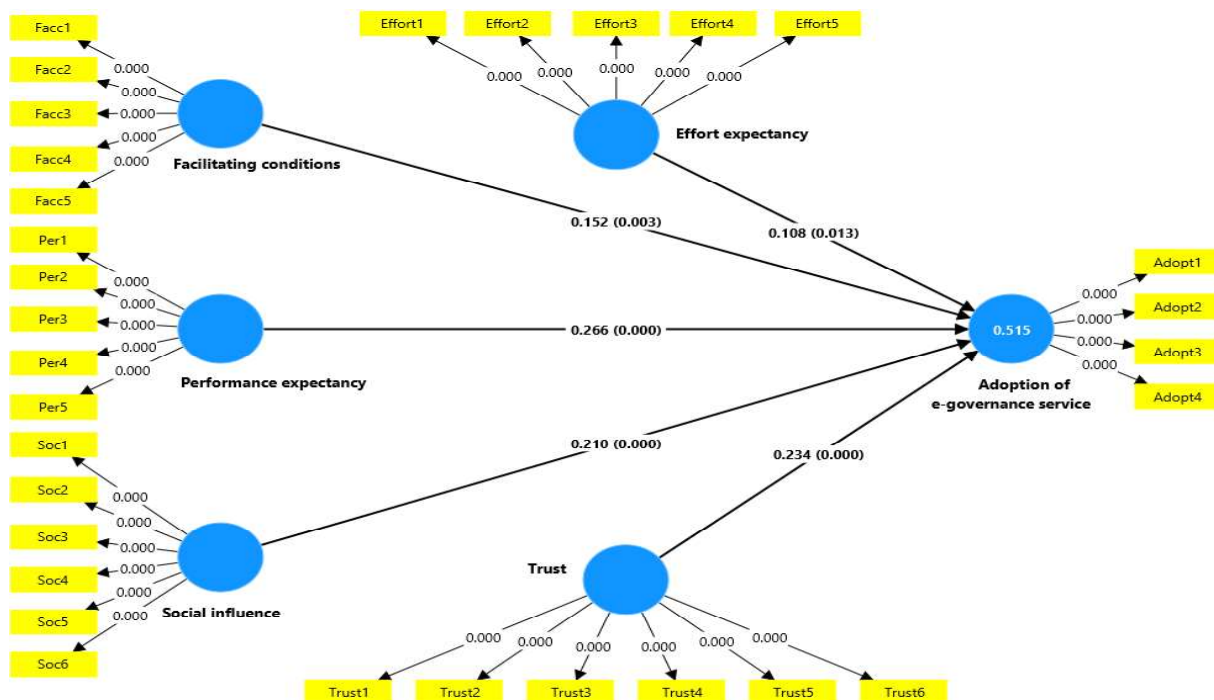 Facc1
Facc2
Facc3
Facc4
Facc5
0.000
0.000
0.000
0.000
0.000
Facilitating conditions
Effort1
Effort2
Effort3
Effort4
Effort5
0.000
0.000
0.000
0.000
0.000
Effort expectancy
0.152 (0.003)
0.108 (0.013)
Per1
Per2
Per3
Per4
Per5
0.000
0.000
0.000
0.000
0.000
Performance expectancy
0.266 (0.000)
0.515
Adoption of
e-governance service
0.000
0.000
0.000
0.000
Adopt1
Adopt2
Adopt3
Adopt4
Soc1
Soc2
Soc3
Soc4
Soc5
Soc6
0.000
0.000
0.000
0.000
0.000
0.000
Social influence
0.210 (0.000)
0.234 (0.000)
Trust
0.000
0.000
0.000
0.000
0.000
0.000
Trust1
Trust2
Trust3
Trust4
Trust5
Trust6